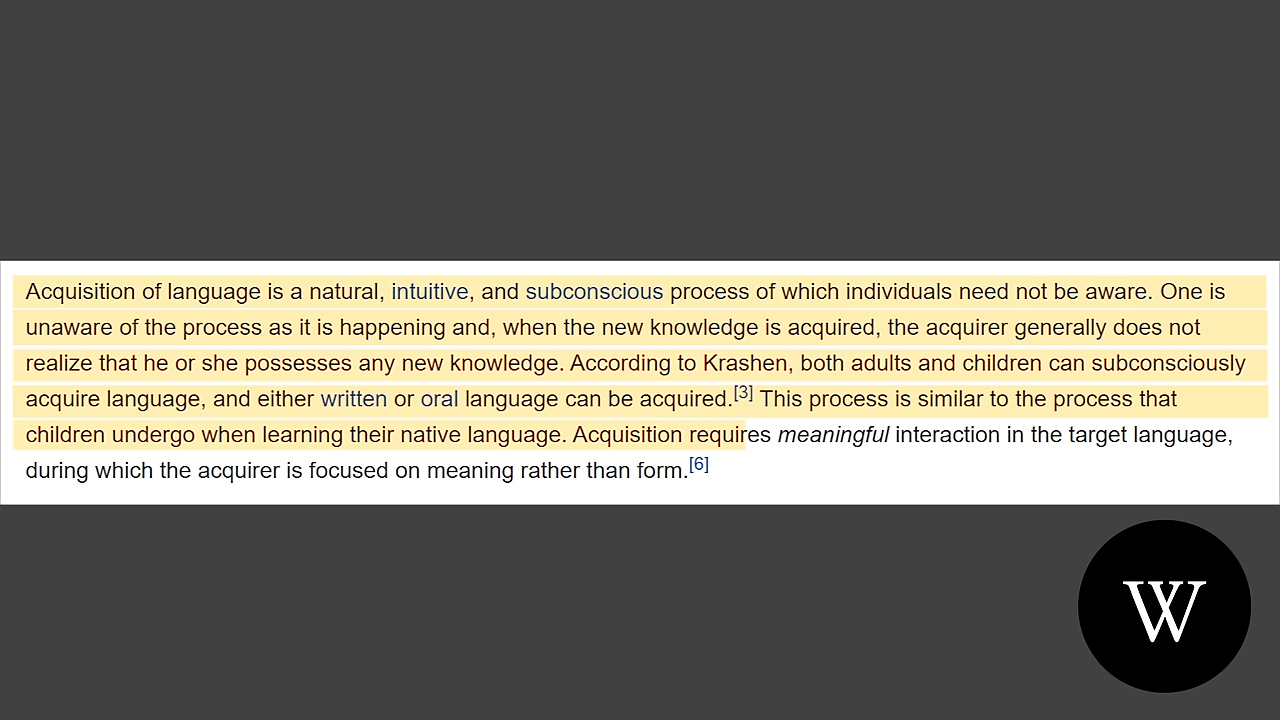 Acquisition of language is a natural, intuitive, and subconscious process of which individuals need not be aware. One is
unaware of the process as it is happening and, when the new knowledge is acquired, the acquirer generally does not
realize that he or she possesses any new knowledge. According to Krashen, both adults and children can subconsciously
acquire language, and either written or oral language can be acquired.[3] This process is similar to the process that
children undergo when learning their native language. Acquisition requires meaningful interaction in the target language,
during which the acquirer is focused on meaning rather than form.[6]
W